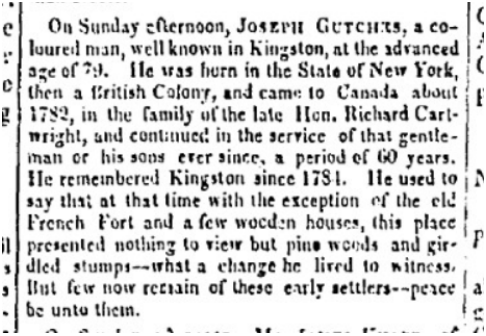 On Sunday afternoon, JOSEPH GUTCHES, a co-
loured man, well known in Kingston, at the advanced
age of 79. He was born in the State of New York,
then a British Colony, and came to Canada about
1782, in the family of the late Hon. Richard Cart-
wright, and continued in the service of that gentle-
man or his sons ever since, a period of 60 years.
He remembered Kingston since 1784. He used to
say that at that time with the exception of the old
French Fort and a few wooden houses, this place
presented nothing to view but pine woods and gir-
dled stumps--what a change he lived to witness.
But few now remain of these early settlers--peace
be unto them.